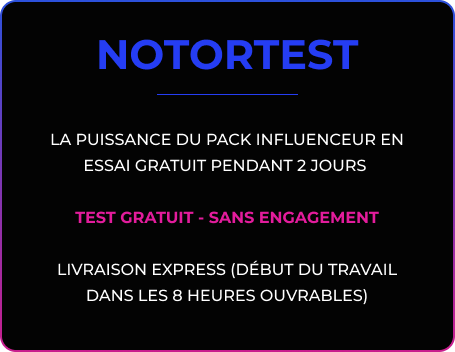 NOTORTEST
LA PUISSANCE DU PACK INFLUENCEUR EN
ESSAI GRATUIT PENDANT 2 JOURS
TEST GRATUIT - SANS ENGAGEMENT
LIVRAISON EXPRESS (DÉBUT DU TRAVAIL
DANS LES 8 HEURES OUVRABLES)